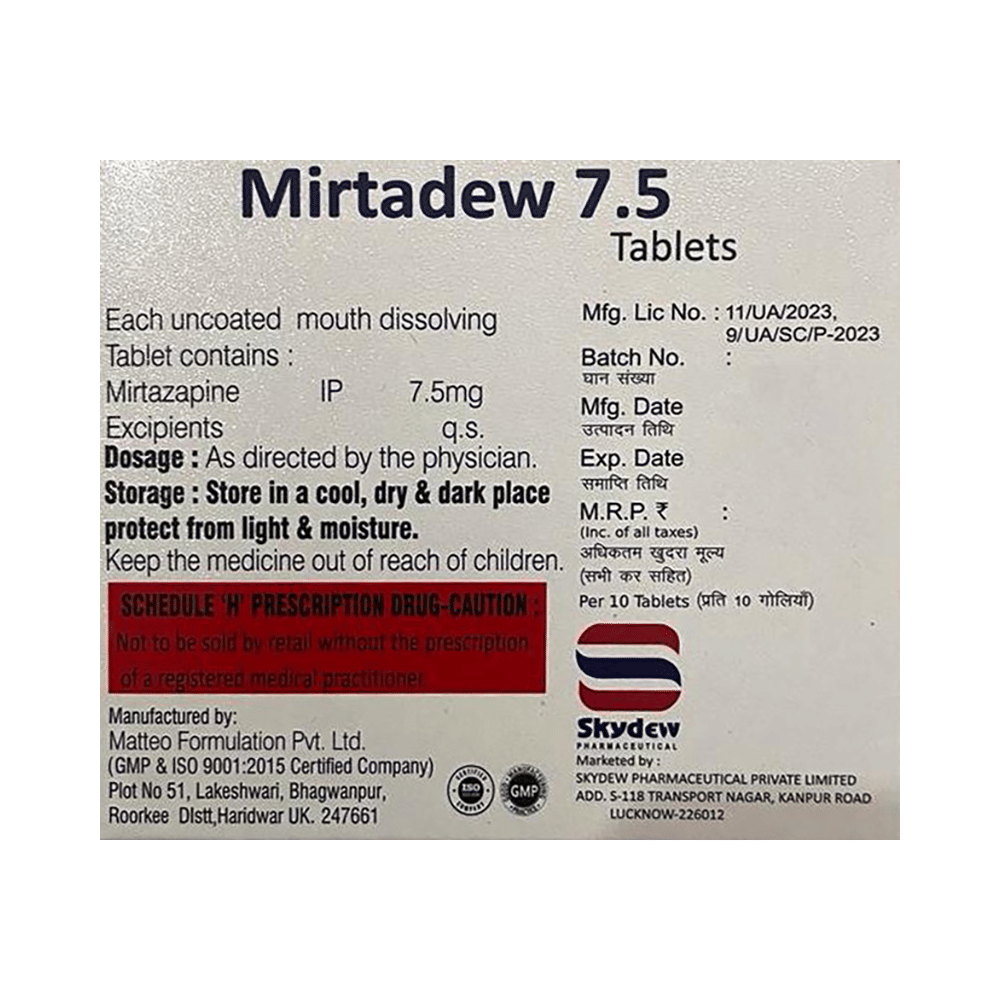 Mirtadew 7.5
Tablets
Each uncoated mouth dissolving
Tablet contains :
Mirtazapine IP 7.5mg
Excipients q.s.
Dosage : As directed by the physician.
Storage : Store in a cool, dry & dark place
protect from light & moisture.
Keep the medicine out of reach of children.
SCHEDULE 'H' PRESCRIPTION DRUG-CAUTION :
Not to be sold by retail without the prescription
of a registered medical practitioner
Manufactured by:
Matteo Formulation Pvt. Ltd.
(GMP & ISO 9001:2015 Certified Company)
Plot No 51, Lakeshwari, Bhagwanpur,
Roorkee Distt,Haridwar UK. 247661
ISO
GMP
Mfg. Lic No. : 11/UA/2023,
9/UA/SC/P-2023
Batch No. :
घान संख्या
Mfg. Date
उत्पादन तिथि
Exp. Date
समाप्ति तिथि
M.R.P. ₹ :
(Inc. of all taxes)
अधिकतम खुदरा मूल्य
(सभी कर सहित)
Per 10 Tablets (प्रति 10 गोलियाँ)
Skydew
PHARMACEUTICAL
Marketed by :
SKYDEW PHARMACEUTICAL PRIVATE LIMITED
ADD. S-118 TRANSPORT NAGAR, KANPUR ROAD
LUCKNOW-226012